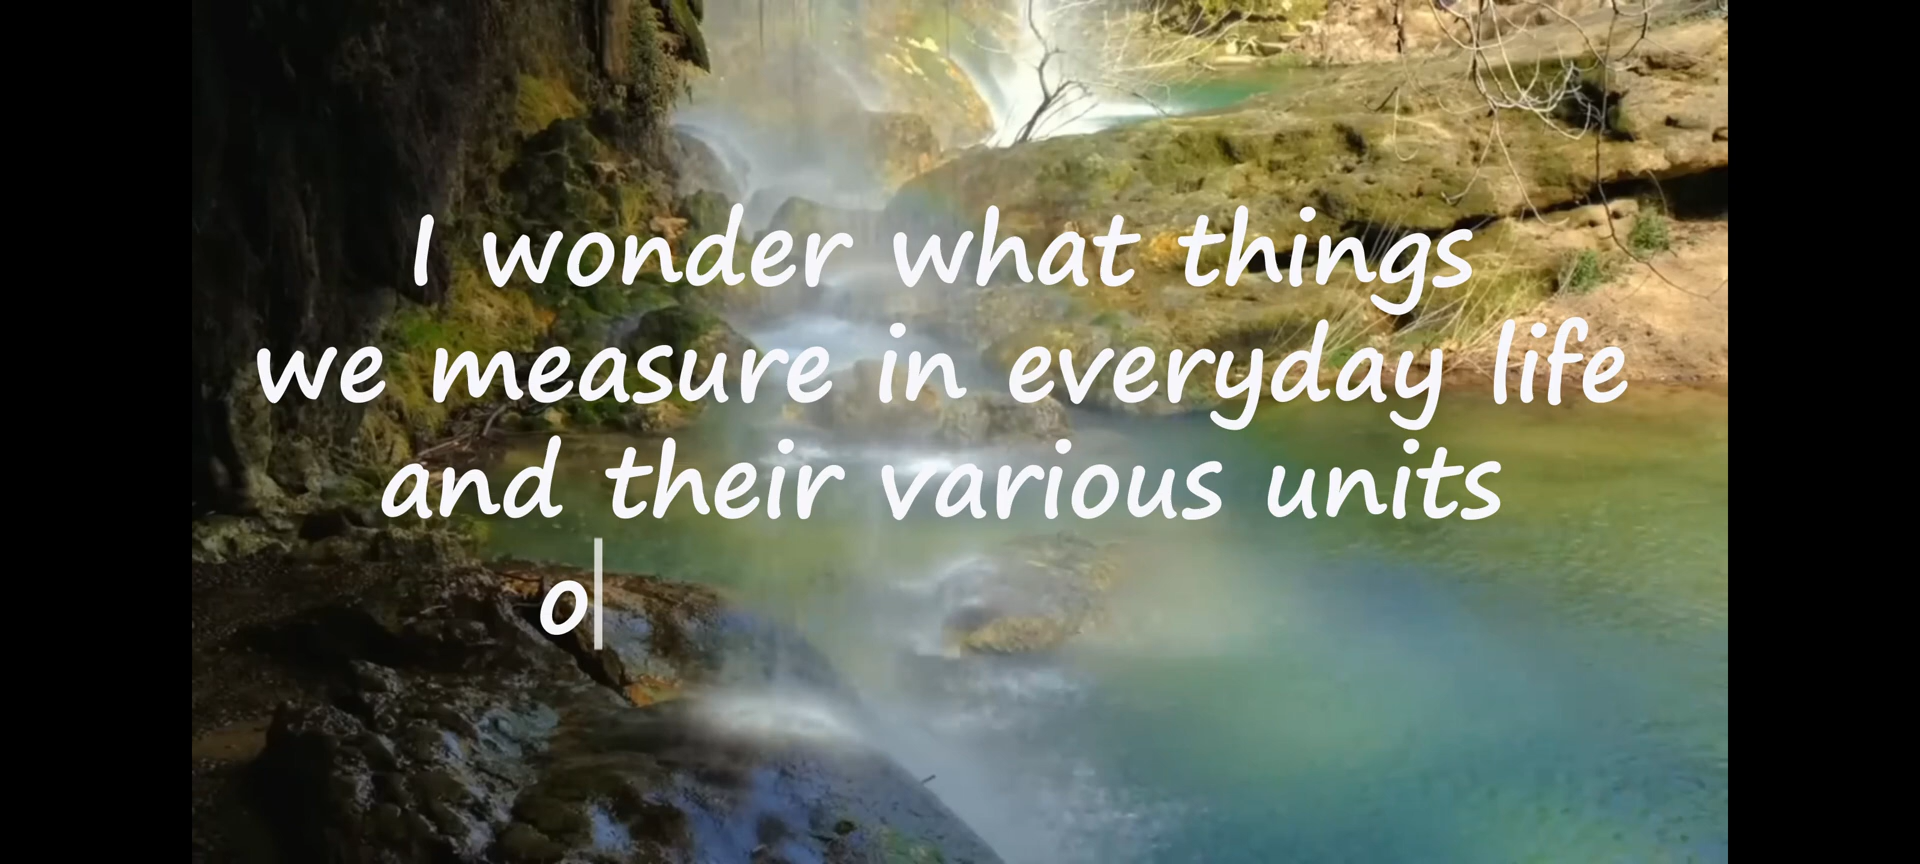 I wonder what things
we measure in everyday life
and their various units
o